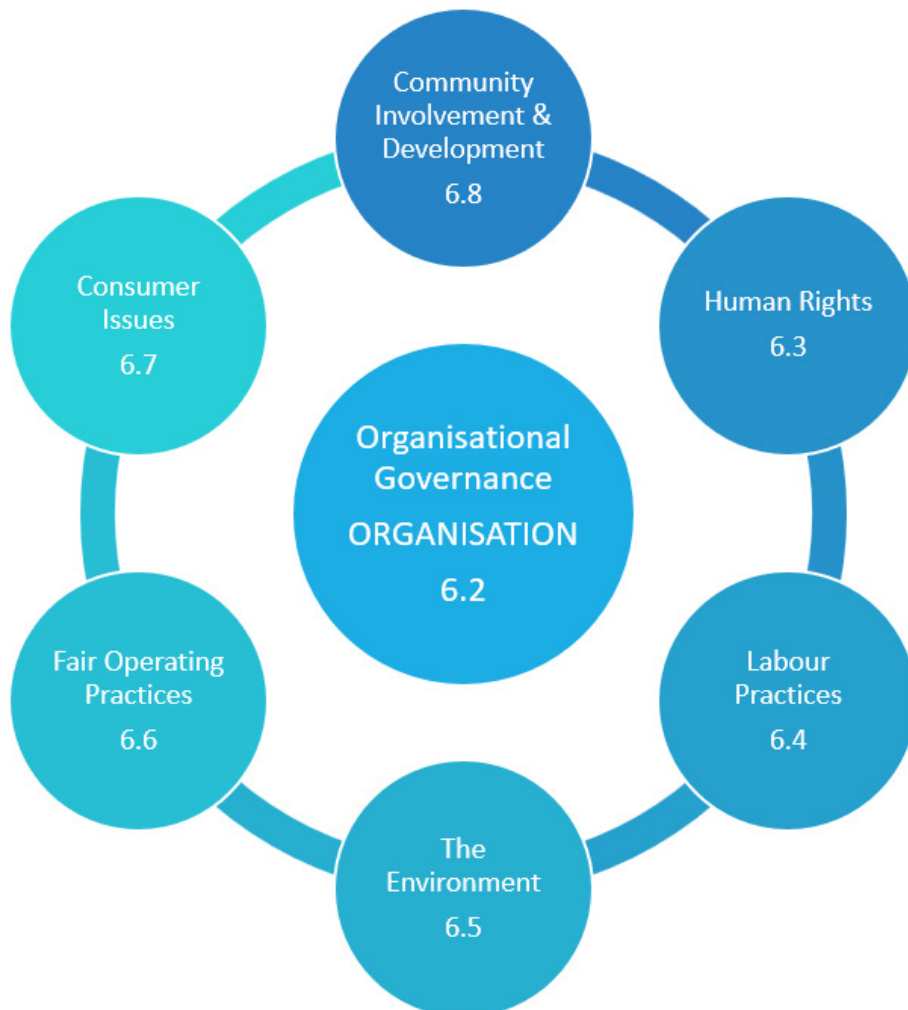 Community
Involvement &
Development
6.8
Human Rights
6.3
Labour
Practices
6.4
The
Environment
6.5
Fair Operating
Practices
6.6
Consumer
Issues
6.7
Organisational
Governance
ORGANISATION
6.2